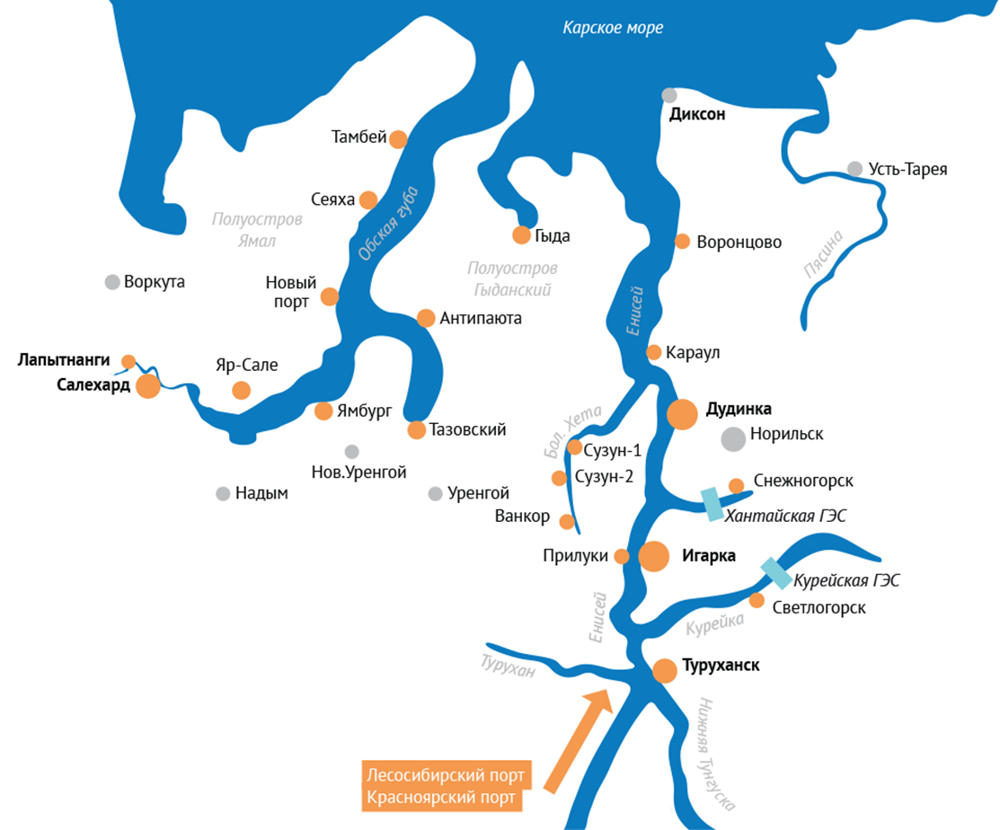 Карское море
Диксон
Тамбей
Усть-Тарея
Сеяха
Обская губа
Полуостров
Ямал
Гыда
Воронцово
Пясина
Полуостров
Гыданский
Воркута
Новый
порт
Енисей
Антипаюта
Лапытнанги
Салехард
Яр-Сале
Караул
Ямбург
Дудинка
Бол. Хета
Тазовский
Норильск
Сузун-1
Нов.Уренгой
Сузун-2
Снежногорск
Надым
Уренгой
Ванкор
Хантайская ГЭС
Прилуки
Игарка
Курейская ГЭС
Светлогорск
Енисей
Курейка
Турухан
Туруханск
Нижняя Тунгуска
Лесосибирский порт
Красноярский порт